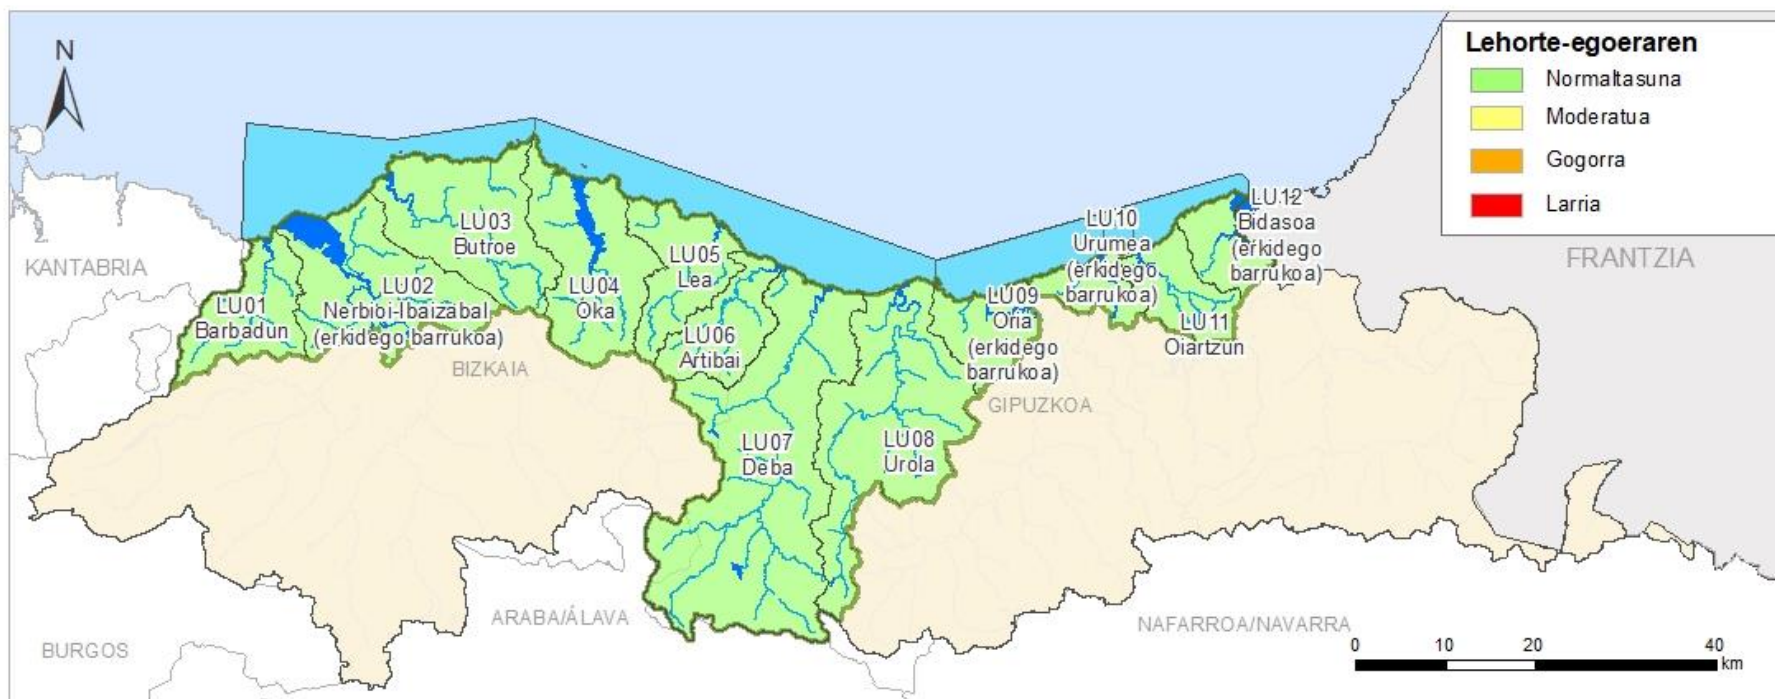 N
Lehorte-egoeraren
Normaltasuna
Moderatua
Gogorra
Larria
KANTABRIA
FRANTZIA
LU01
Barbadun
LU02
Nerbioi-Ibaizabal
(erkidego barrukoa)
LU03
Butroe
LU04
Oka
LU05
Lea
LU06
Artibai
LU07
Deba
LU08
Urola
LU09
Oria
(erkidego
barrukoa)
LU10
Urumea
(erkidego
barrukoa)
LU11
Oiartzun
LU12
Bidasoa
(erkidego
barrukoa)
BIZKAIA
GIPUZKOA
ARABA/ÁLAVA
NAFARROA/NAVARRA
BURGOS
0 10 20 40
km